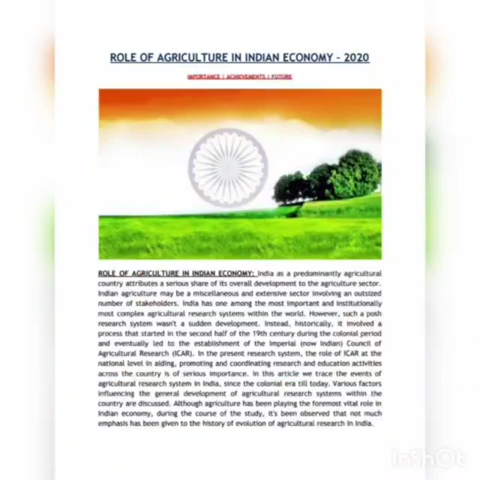 ROLE OF AGRICULTURE IN INDIAN ECONOMY - 2020
IMPORTANCE | ACHIEVEMENTS | FUTURE
ROLE OF AGRICULTURE IN INDIAN ECONOMY: India as a predominantly agricultural
country attributes a serious share of its overall development to the agriculture sector.
Indian agriculture may be a miscellaneous and extensive sector involving an outsized
number of stakeholders. India has one among the most important and institutionally
most complex agricultural research systems within the world. However, such a posh
research system wasn't a sudden development. Instead, historically, it involved a
process that started in the second half of the 19th century during the colonial period
and eventually led to the establishment of the Imperial (now Indian) Council of
Agricultural Research (ICAR). In the present research system, the role of ICAR at the
national level in aiding, promoting and coordinating research and education activities
across the country is of serious importance. In this article we trace the events of
agricultural research system in India, since the colonial era till today. Various factors
influencing the general development of agricultural research systems within the
country are discussed. Although agriculture has been playing the foremost vital role in
Indian economy, during the course of the study, it's been observed that not much
emphasis has been given to the history of evolution of agricultural research in India.
InShOt